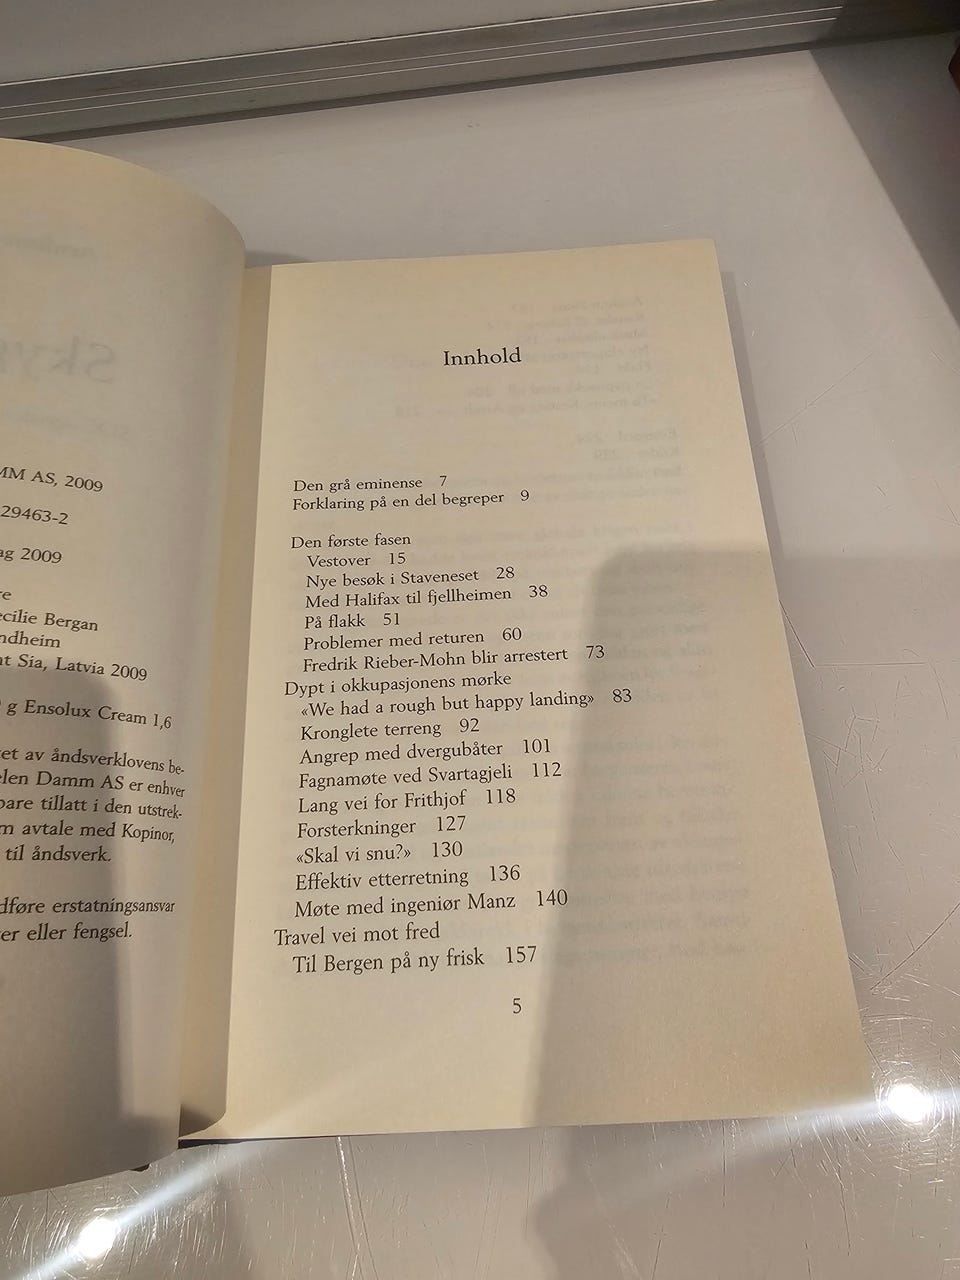 MM AS, 2009
29463-2
ag 2009
re
ecilie Bergan
ndheim
nt Sia, Latvia 2009
g Ensolux Cream 1,6
et av åndsverklovens be-
elen Damm AS er enhver
bare tillatt i den utstrek-
m avtale med Kopinor,
til åndsverk.
dføre erstatningsansvar
er eller fengsel.
Innhold
Den grå eminense 7
Forklaring på en del begreper 9
Den første fasen
Vestover 15
Nye besøk i Staveneset 28
Med Halifax til fjellheimen 38
På flakk 51
Problemer med returen 60
Fredrik Rieber-Mohn blir arrestert 73
Dypt i okkupasjonens mørke
«We had a rough but happy landing» 83
Kronglete terreng 92
Angrep med dvergubåter 101
Fagnamøte ved Svartagjeli 112
Lang vei for Frithjof 118
Forsterkninger 127
«Skal vi snu?» 130
Effektiv etterretning 136
Møte med ingeniør Manz 140
Travel vei mot fred
Til Bergen på ny frisk 157
5